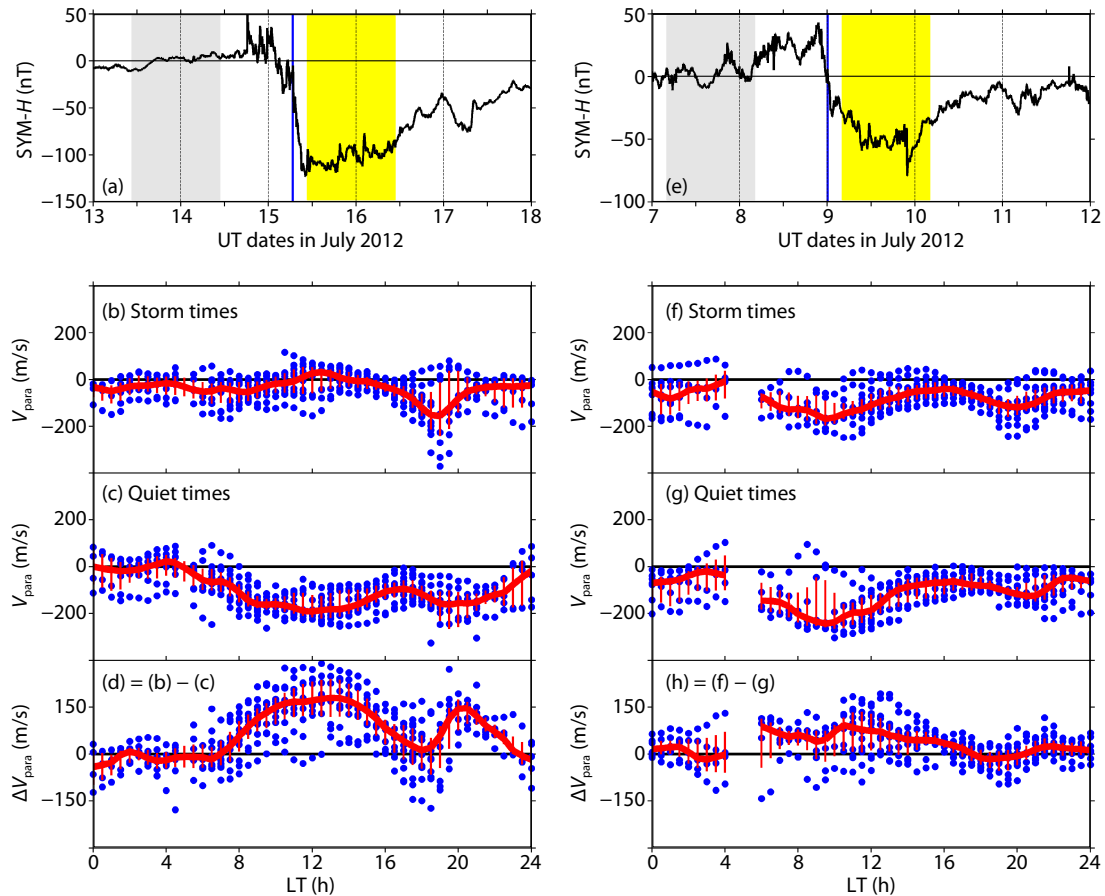 50
0
−50
−100
−150
SYM-H (nT)
(a)
13 14 15 16 17 18
UT dates in July 2012
50
0
−50
−100
SYM-H (nT)
(e)
7 8 9 10 11 12
UT dates in July 2012
(b) Storm times
200
0
−200
Vpara (m/s)
(c) Quiet times
200
0
−200
Vpara (m/s)
(d) = (b) − (c)
150
0
−150
ΔVpara (m/s)
0 4 8 12 16 20 24
LT (h)
(f) Storm times
200
0
−200
Vpara (m/s)
(g) Quiet times
200
0
−200
Vpara (m/s)
(h) = (f) − (g)
150
0
−150
ΔVpara (m/s)
0 4 8 12 16 20 24
LT (h)